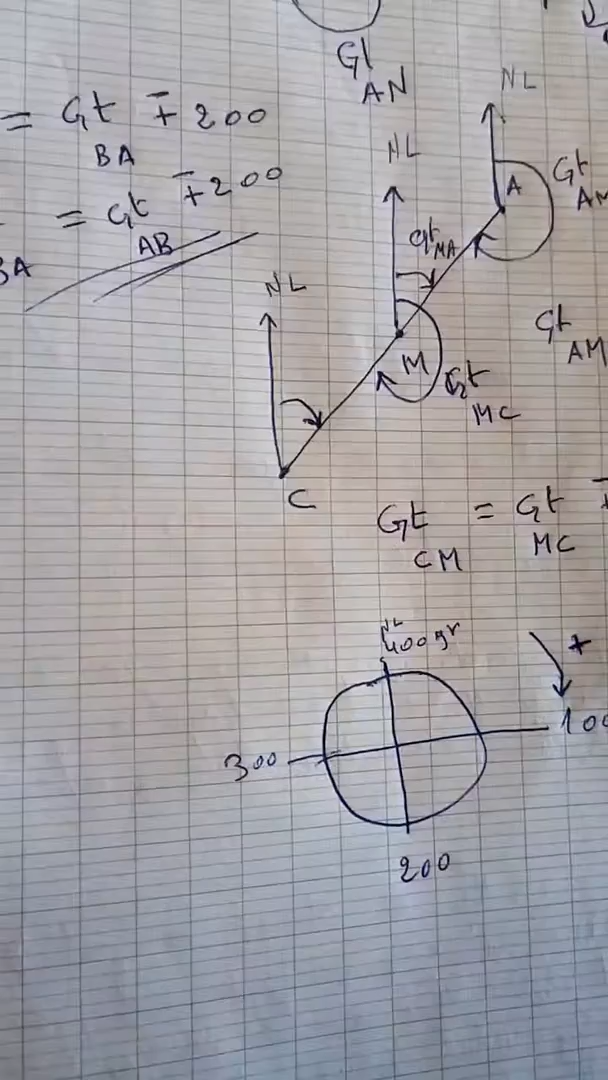 Gt
AN
NL
= Gt ∓ 200
BA
NL
A
Gt
AM
= Gt ∓ 200
BA AB
Gt MA
NL
Gt
AM
M
Gt
MC
C
Gt = Gt
CM MC
NL
400gr
+
100
300
200